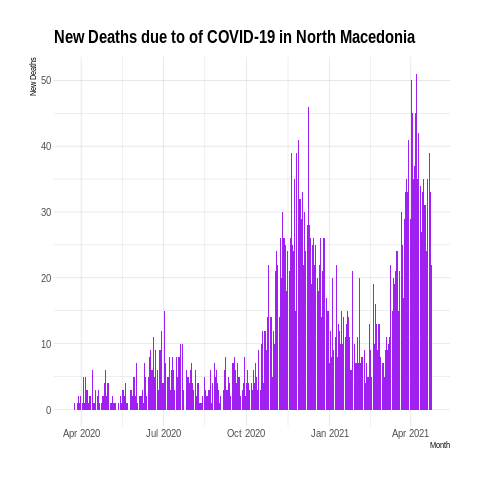 New Deaths due to of COVID-19 in North Macedonia
New Deaths
50
40
30
20
10
0
Apr 2020 Jul 2020 Oct 2020 Jan 2021 Apr 2021
Month